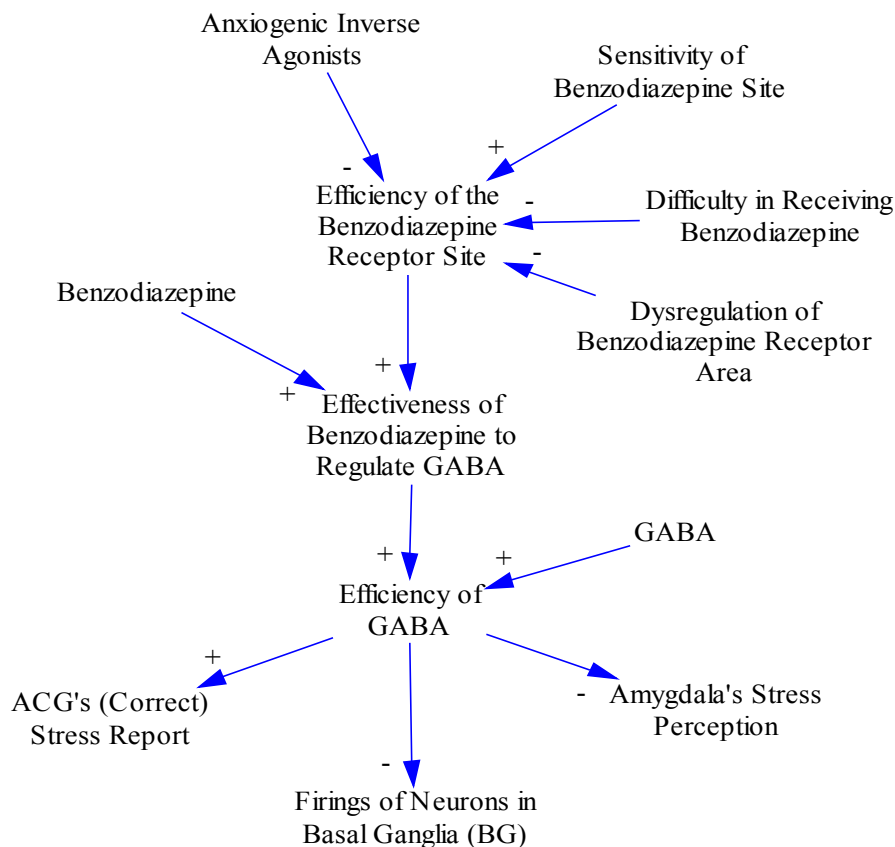 Anxiogenic Inverse
Agonists
Sensitivity of
Benzodiazepine Site
+
-
Efficiency of the
Benzodiazepine
Receptor Site
-
Difficulty in Receiving
Benzodiazepine
-
Dysregulation of
Benzodiazepine Receptor
Area
Benzodiazepine
+
+
Effectiveness of
Benzodiazepine to
Regulate GABA
GABA
+
+
Efficiency of
GABA
+
ACG's (Correct)
Stress Report
-
Amygdala's Stress
Perception
-
Firings of Neurons in
Basal Ganglia (BG)